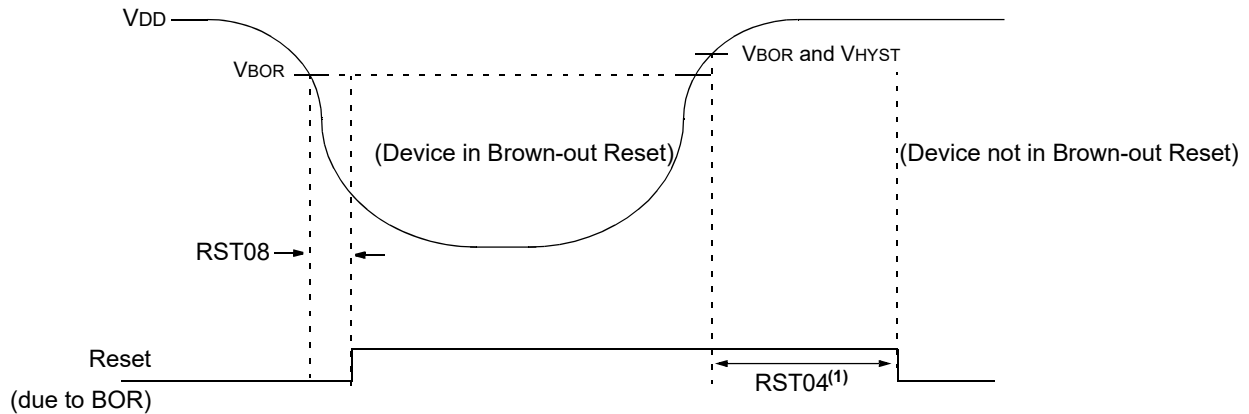 VDD
VBOR
VBOR and VHYST
(Device in Brown-out Reset)
(Device not in Brown-out Reset)
RST08
Reset
(due to BOR)
RST04(1)